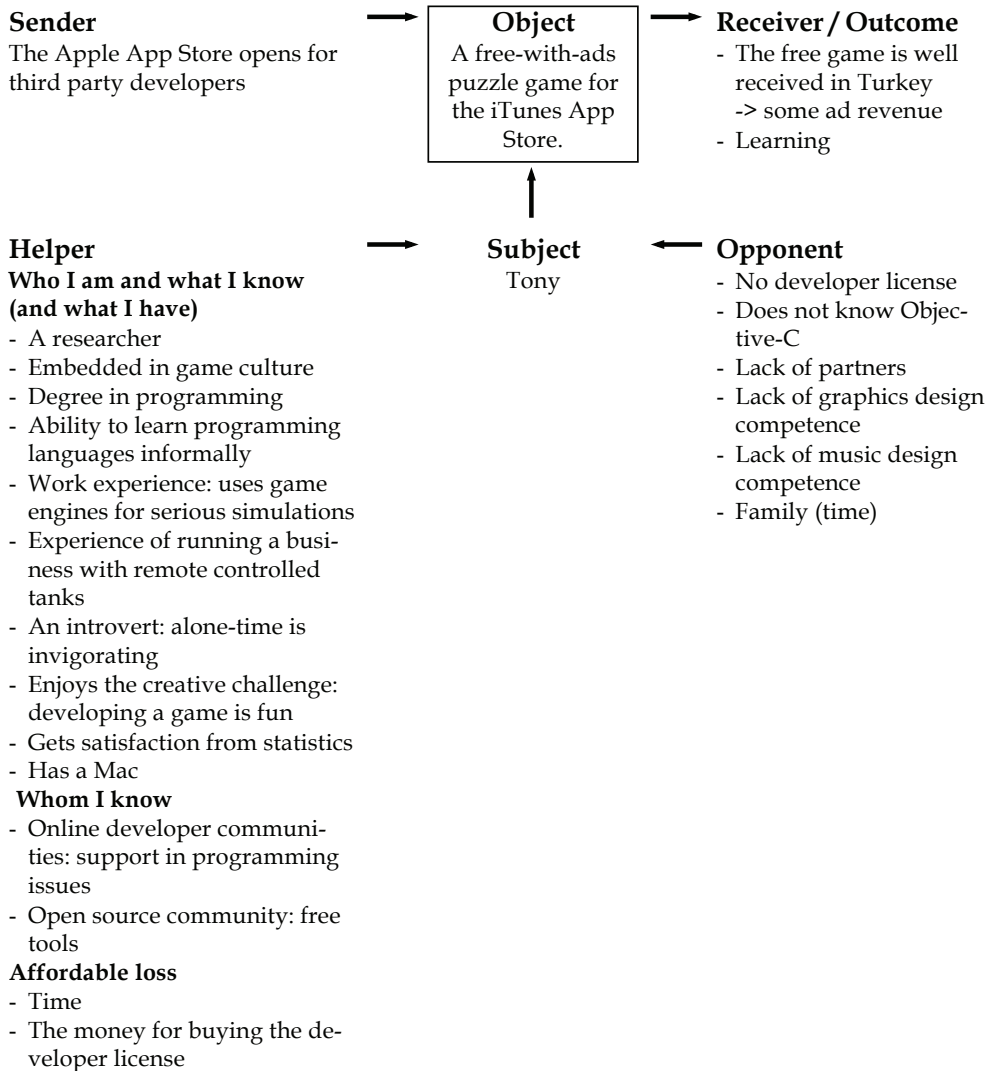 Sender
The Apple App Store opens for
third party developers
Object
A free-with-ads
puzzle game for
the iTunes App
Store.
Receiver / Outcome
- The free game is well
received in Turkey
-> some ad revenue
- Learning
Helper
Who I am and what I know
(and what I have)
- A researcher
- Embedded in game culture
- Degree in programming
- Ability to learn programming
languages informally
- Work experience: uses game
engines for serious simulations
- Experience of running a busi-
ness with remote controlled
tanks
- An introvert: alone-time is
invigorating
- Enjoys the creative challenge:
developing a game is fun
- Gets satisfaction from statistics
- Has a Mac
Whom I know
- Online developer communi-
ties: support in programming
issues
- Open source community: free
tools
Affordable loss
- Time
- The money for buying the de-
veloper license
Subject
Tony
Opponent
- No developer license
- Does not know Objec-
tive-C
- Lack of partners
- Lack of graphics design
competence
- Lack of music design
competence
- Family (time)